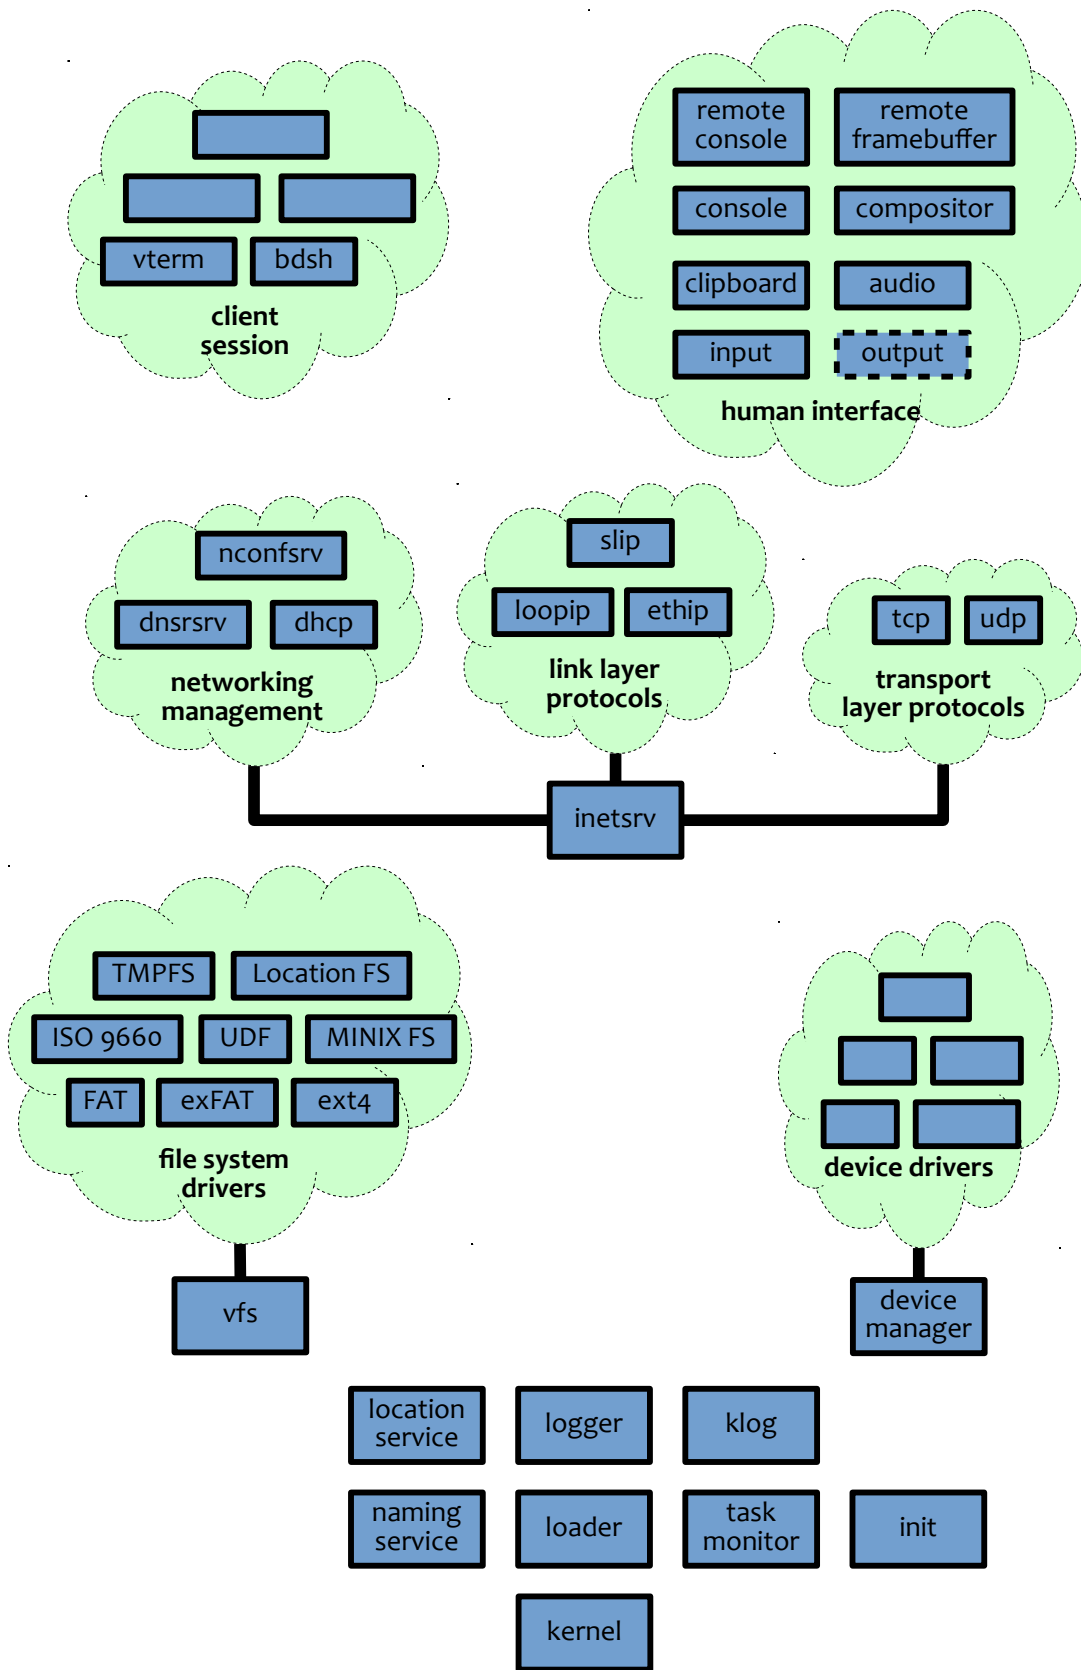 remote
console
remote
framebuffer
console
compositor
vterm
bdsh
clipboard
audio
client
session
input
output
human interface
nconfsrv
slip
dnsrsrv
dhcp
loopip
ethip
tcp
udp
networking
management
link layer
protocols
transport
layer protocols
inetsrv
TMPFS
Location FS
ISO 9660
UDF
MINIX FS
FAT
exFAT
ext4
file system
drivers
device drivers
vfs
device
manager
location
service
logger
klog
naming
service
loader
task
monitor
init
kernel